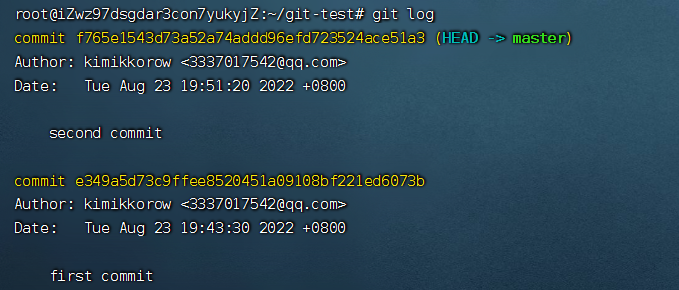 root@iZwz97dsgdar3con7yukyjZ:~/git-test# git log
commit f765e1543d73a52a74addd96efd723524ace51a3 (HEAD -> master)
Author: kimikkorow <3337017542@qq.com>
Date:   Tue Aug 23 19:51:20 2022 +0800
    second commit
commit e349a5d73c9ffee8520451a09108bf221ed6073b
Author: kimikkorow <3337017542@qq.com>
Date:   Tue Aug 23 19:43:30 2022 +0800
    first commit